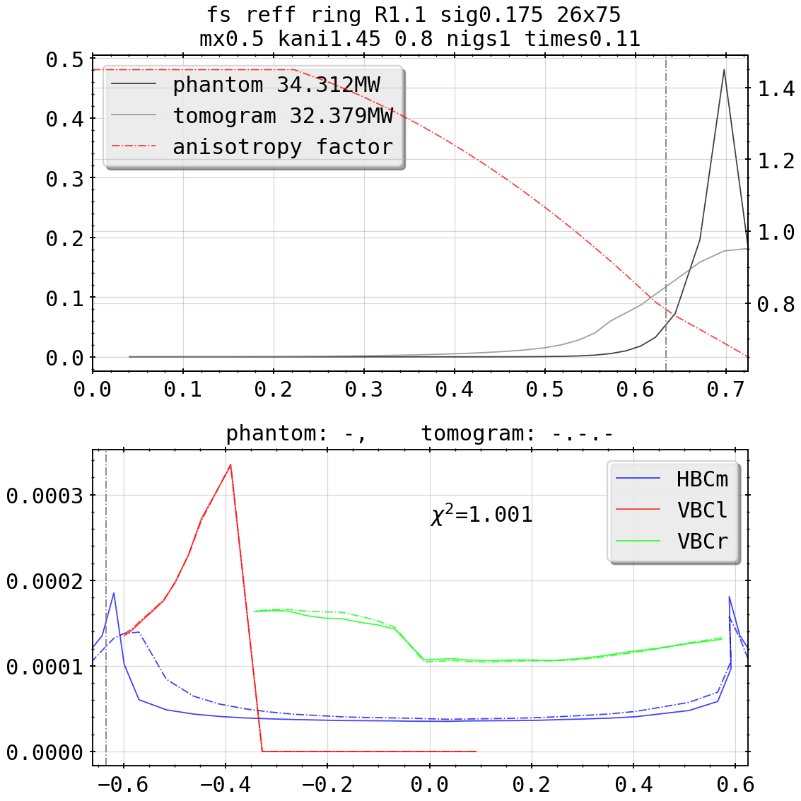 fs reff ring R1.1 sig0.175 26x75
mx0.5 kani1.45 0.8 nigs1 times0.11
phantom 34.312MW
tomogram 32.379MW
anisotropy factor
0.5
0.4
0.3
0.2
0.1
0.0
1.4
1.2
1.0
0.8
0.0 0.1 0.2 0.3 0.4 0.5 0.6 0.7
phantom: -, tomogram: -.-.-
χ²=1.001
HBCm
VBCl
VBCr
0.0003
0.0002
0.0001
0.0000
−0.6 −0.4 −0.2 0.0 0.2 0.4 0.6